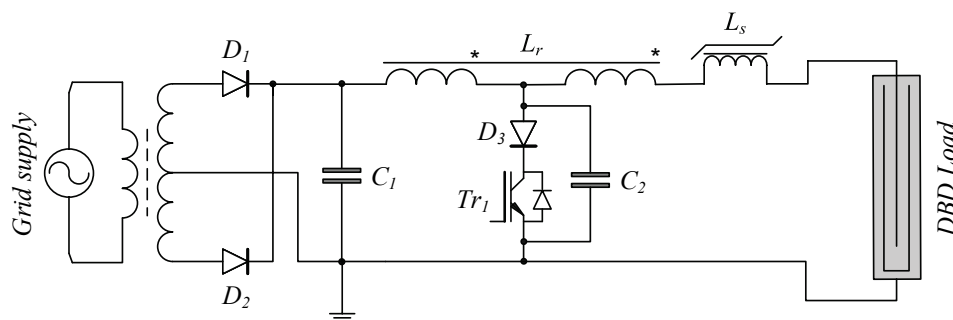 Grid supply
D1
D2
C1
Lr
*
*
D3
Tr1
C2
Ls
DBD Load